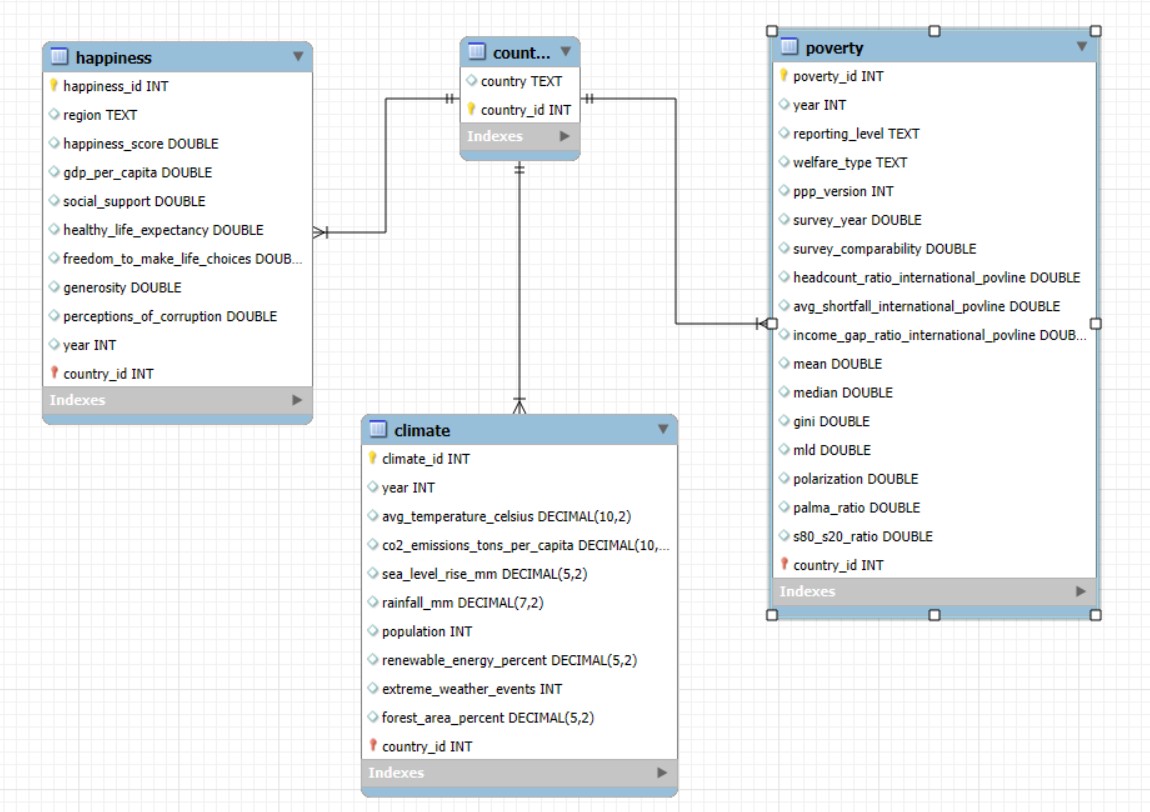 happiness
happiness_id INT
region TEXT
happiness_score DOUBLE
gdp_per_capita DOUBLE
social_support DOUBLE
healthy_life_expectancy DOUBLE
freedom_to_make_life_choices DOUB...
generosity DOUBLE
perceptions_of_corruption DOUBLE
year INT
country_id INT
Indexes
count...
country TEXT
country_id INT
Indexes
poverty
poverty_id INT
year INT
reporting_level TEXT
welfare_type TEXT
ppp_version INT
survey_year DOUBLE
survey_comparability DOUBLE
headcount_ratio_international_povline DOUBLE
avg_shortfall_international_povline DOUBLE
income_gap_ratio_international_povline DOUB...
mean DOUBLE
median DOUBLE
gini DOUBLE
mld DOUBLE
polarization DOUBLE
palma_ratio DOUBLE
s80_s20_ratio DOUBLE
country_id INT
Indexes
climate
climate_id INT
year INT
avg_temperature_celsius DECIMAL(10,2)
co2_emissions_tons_per_capita DECIMAL(10,...
sea_level_rise_mm DECIMAL(5,2)
rainfall_mm DECIMAL(7,2)
population INT
renewable_energy_percent DECIMAL(5,2)
extreme_weather_events INT
forest_area_percent DECIMAL(5,2)
country_id INT
Indexes